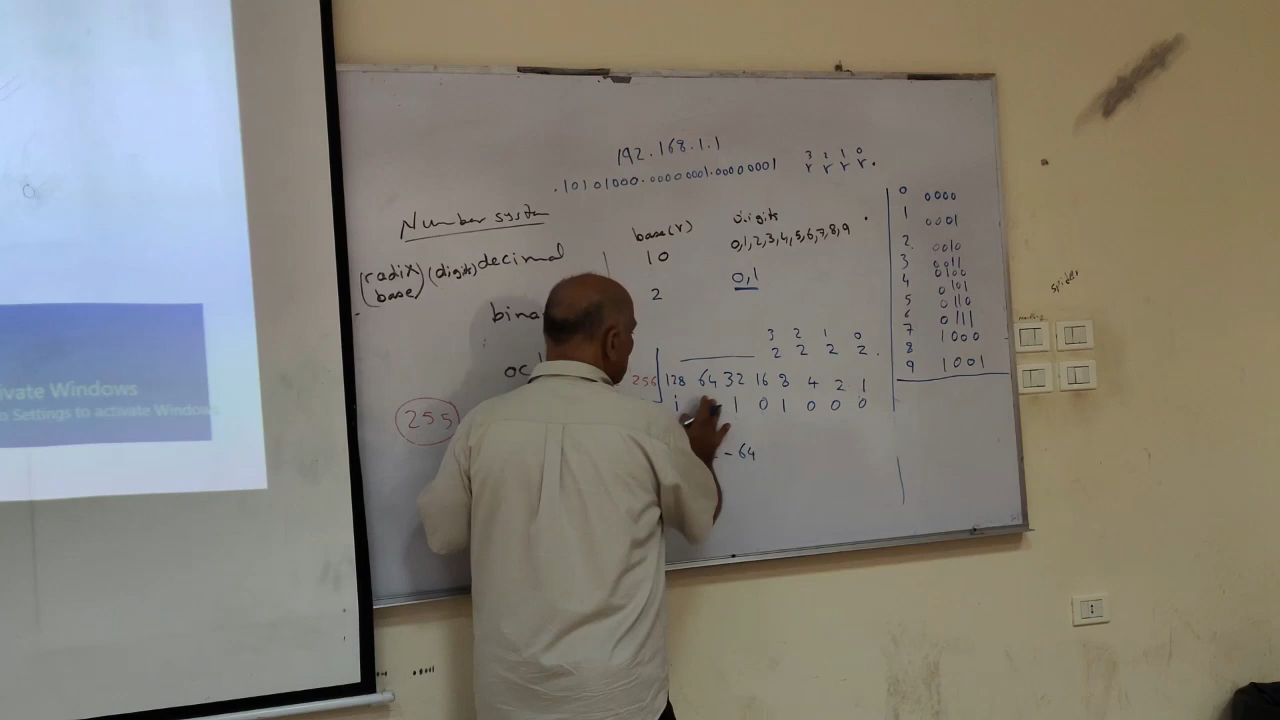 192.168.1.1
.10101000.00000001.00000001
3 2 1 0
r r r r.
Number system
base(r)
digits
(radix) (digits) decimal
(base)
10
0,1,2,3,4,5,6,7,8,9
2
0,1
3 2 1 0
2 2 2 2
256 128 64 32 16 8 4 2 1
1 1 0 1 0 0 0
- 64
255
0 0000
1 0001
2 0010
3 0011
4 0100
5 0101
6 0110
7 0111
8 1000
9 1001
spider
ivate Windows
o Settings to activate Windows